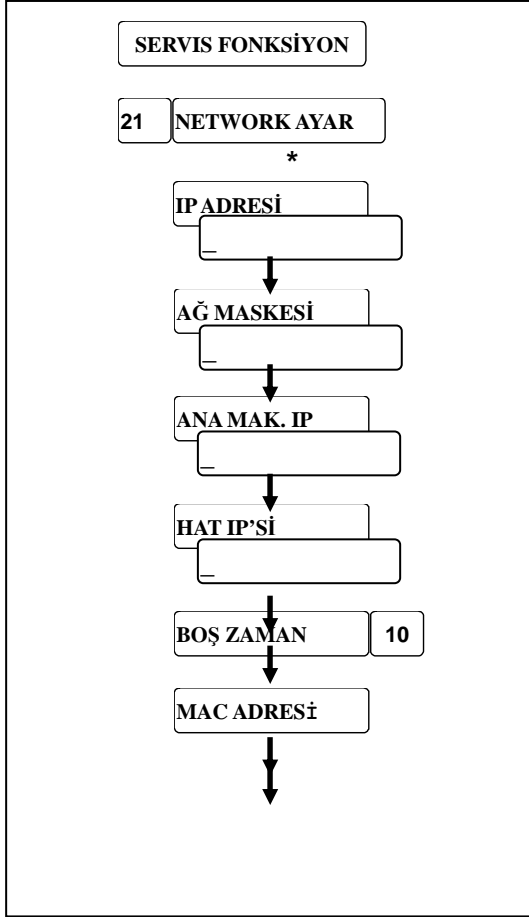 SERVIS FONKSİYON
21 NETWORK AYAR
*
IP ADRESİ
_
AĞ MASKESİ
_
ANA MAK. IP
_
HAT IP’Sİ
_
BOŞ ZAMAN 10
MAC ADRESİ